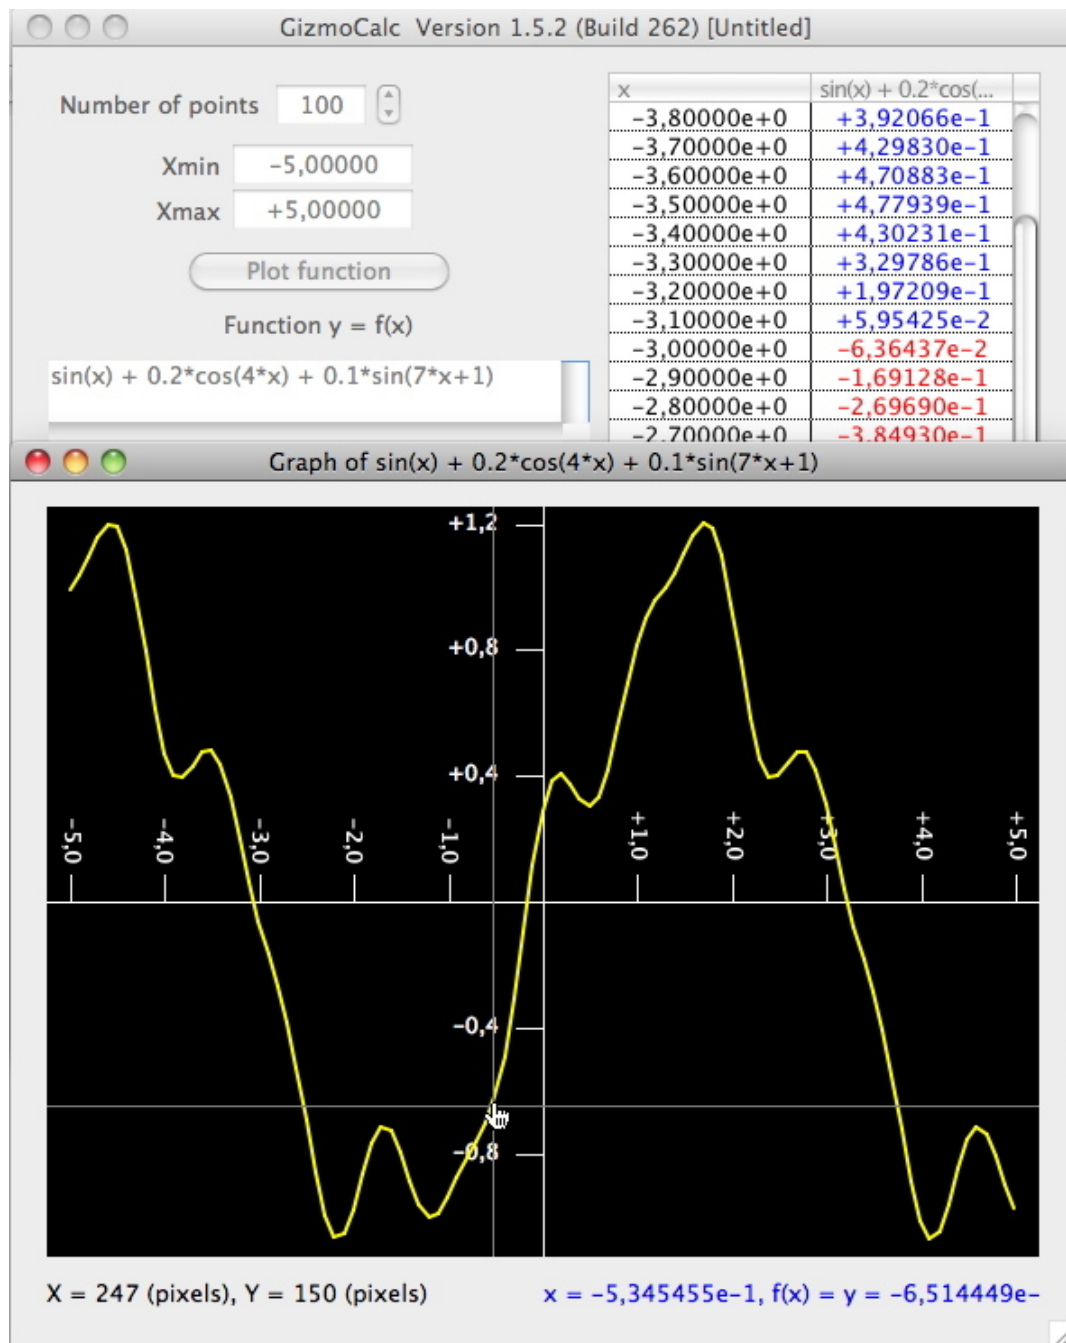 GizmoCalc Version 1.5.2 (Build 262) [Untitled]
Number of points 100
Xmin -5,00000
Xmax +5,00000
Plot function
Function y = f(x)
sin(x) + 0.2*cos(4*x) + 0.1*sin(7*x+1)
x sin(x) + 0.2*cos(...
-3,80000e+0 +3,92066e-1
-3,70000e+0 +4,29830e-1
-3,60000e+0 +4,70883e-1
-3,50000e+0 +4,77939e-1
-3,40000e+0 +4,30231e-1
-3,30000e+0 +3,29786e-1
-3,20000e+0 +1,97209e-1
-3,10000e+0 +5,95425e-2
-3,00000e+0 -6,36437e-2
-2,90000e+0 -1,69128e-1
-2,80000e+0 -2,69690e-1
-2,70000e+0 -3,84930e-1
Graph of sin(x) + 0.2*cos(4*x) + 0.1*sin(7*x+1)
+1,2
+0,8
+0,4
-5,0 -4,0 -3,0 -2,0 -1,0 +1,0 +2,0 +3,0 +4,0 +5,0
-0,4
-0,8
X = 247 (pixels), Y = 150 (pixels) x = -5,345455e-1, f(x) = y = -6,514449e-